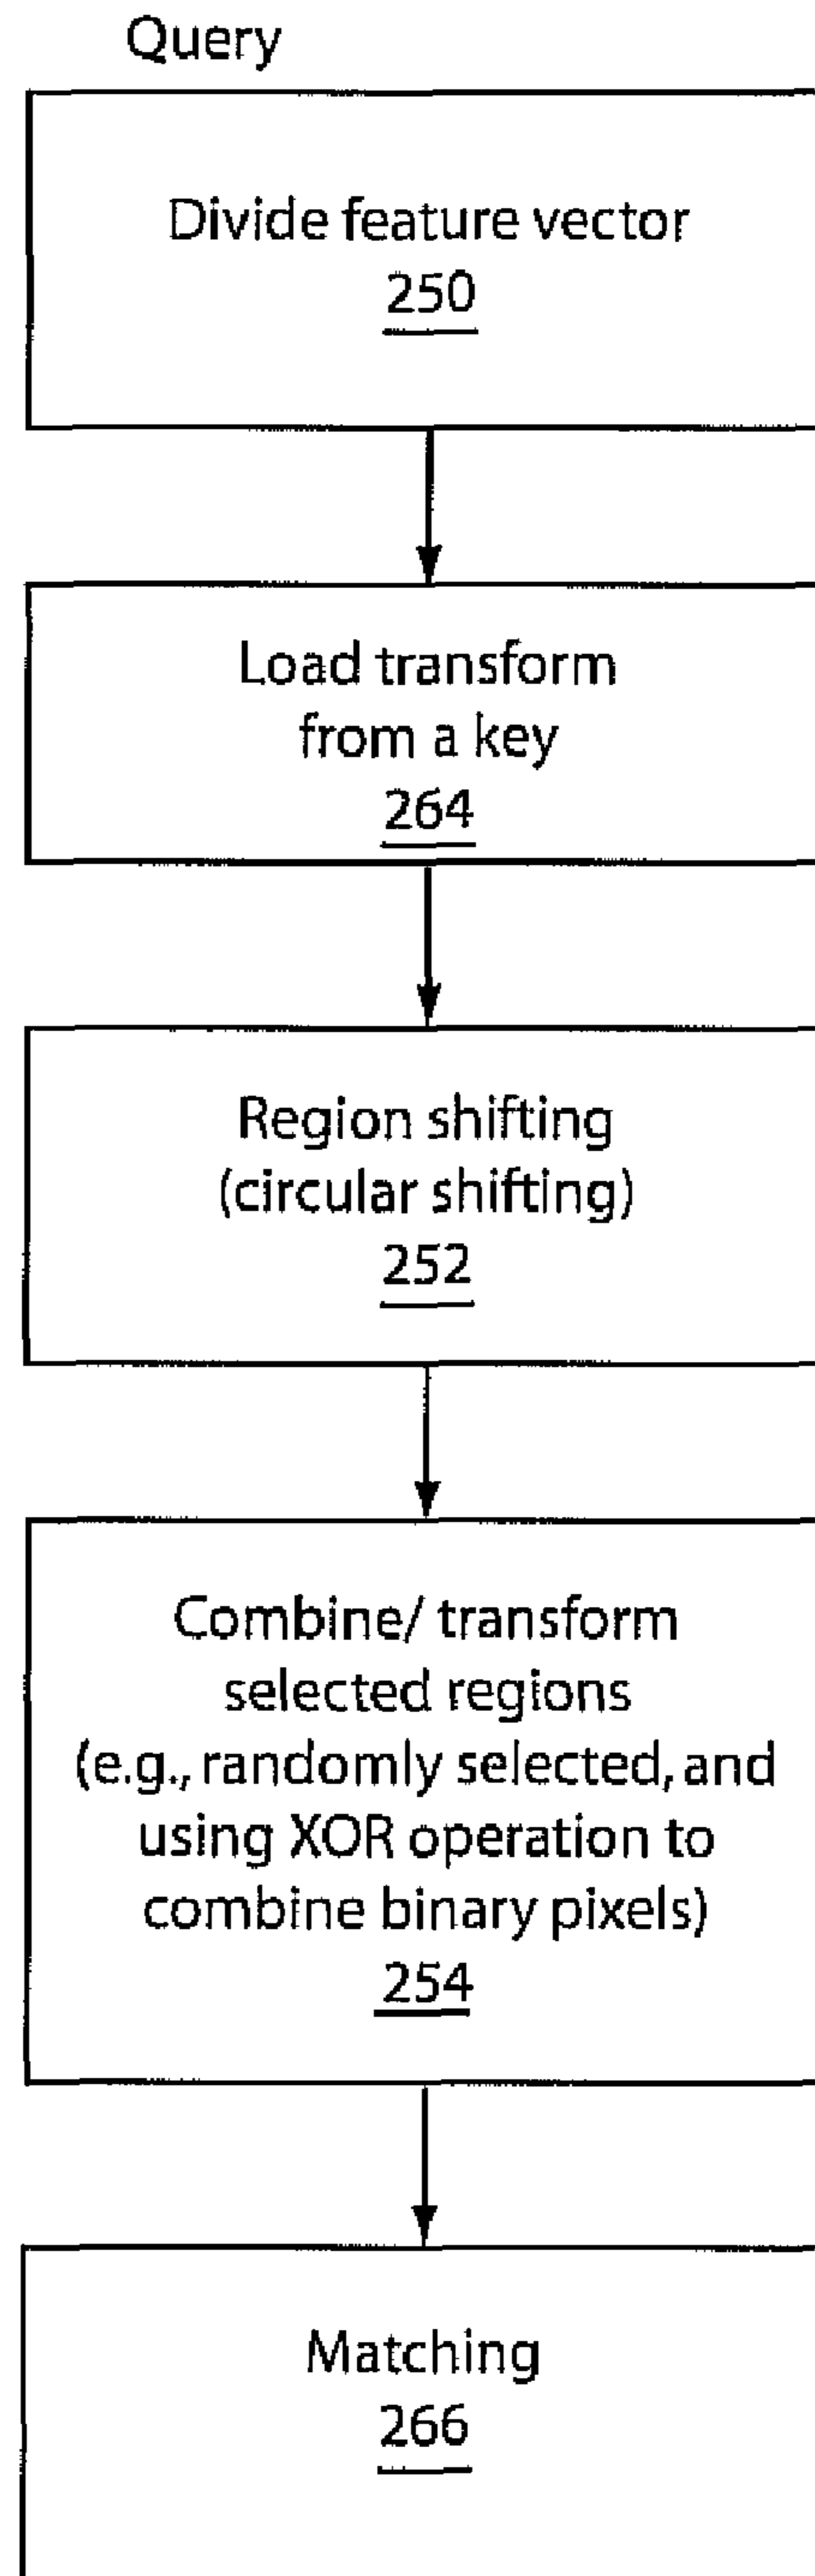 Query
Divide feature vector
250
Load transform
from a key
264
Region shifting
(circular shifting)
252
Combine/ transform
selected regions
(e.g., randomly selected, and
using XOR operation to
combine binary pixels)
254
Matching
266